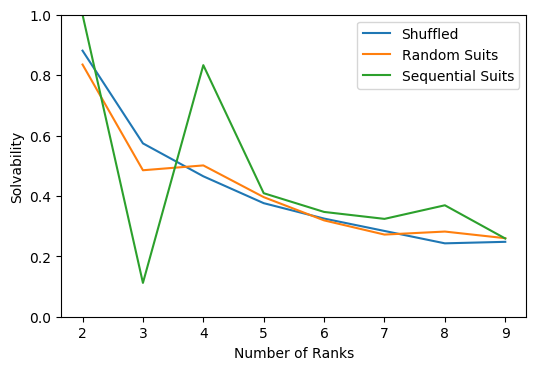 1.0
0.8
0.6
0.4
0.2
0.0
Solvability
Shuffled
Random Suits
Sequential Suits
2 3 4 5 6 7 8 9
Number of Ranks